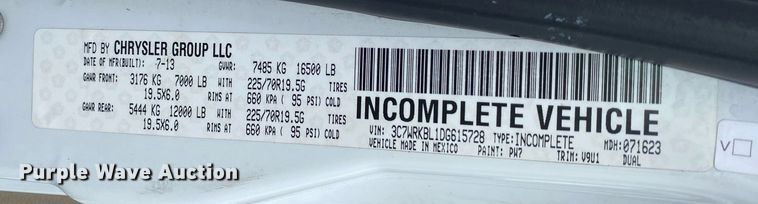 MFD BY CHRYSLER GROUP LLC
DATE OF MFR(BUILT): 7-13 GVWR: 7485 KG 16500 LB
GAWR FRONT: 3176 KG 7000 LB WITH 225/70R19.5G TIRES
19.5X6.0 RIMS AT 660 KPA ( 95 PSI) COLD
GAWR REAR: 5444 KG 12000 LB WITH 225/70R19.5G TIRES
19.5X6.0 RIMS AT 660 KPA ( 95 PSI) COLD
INCOMPLETE VEHICLE
VIN: 3C7WRKBL1DG615728 TYPE: INCOMPLETE MDH: 071623
VEHICLE MADE IN MEXICO PAINT: PW7 TRIM: V9U1 DUAL
V
Purple Wave Auction